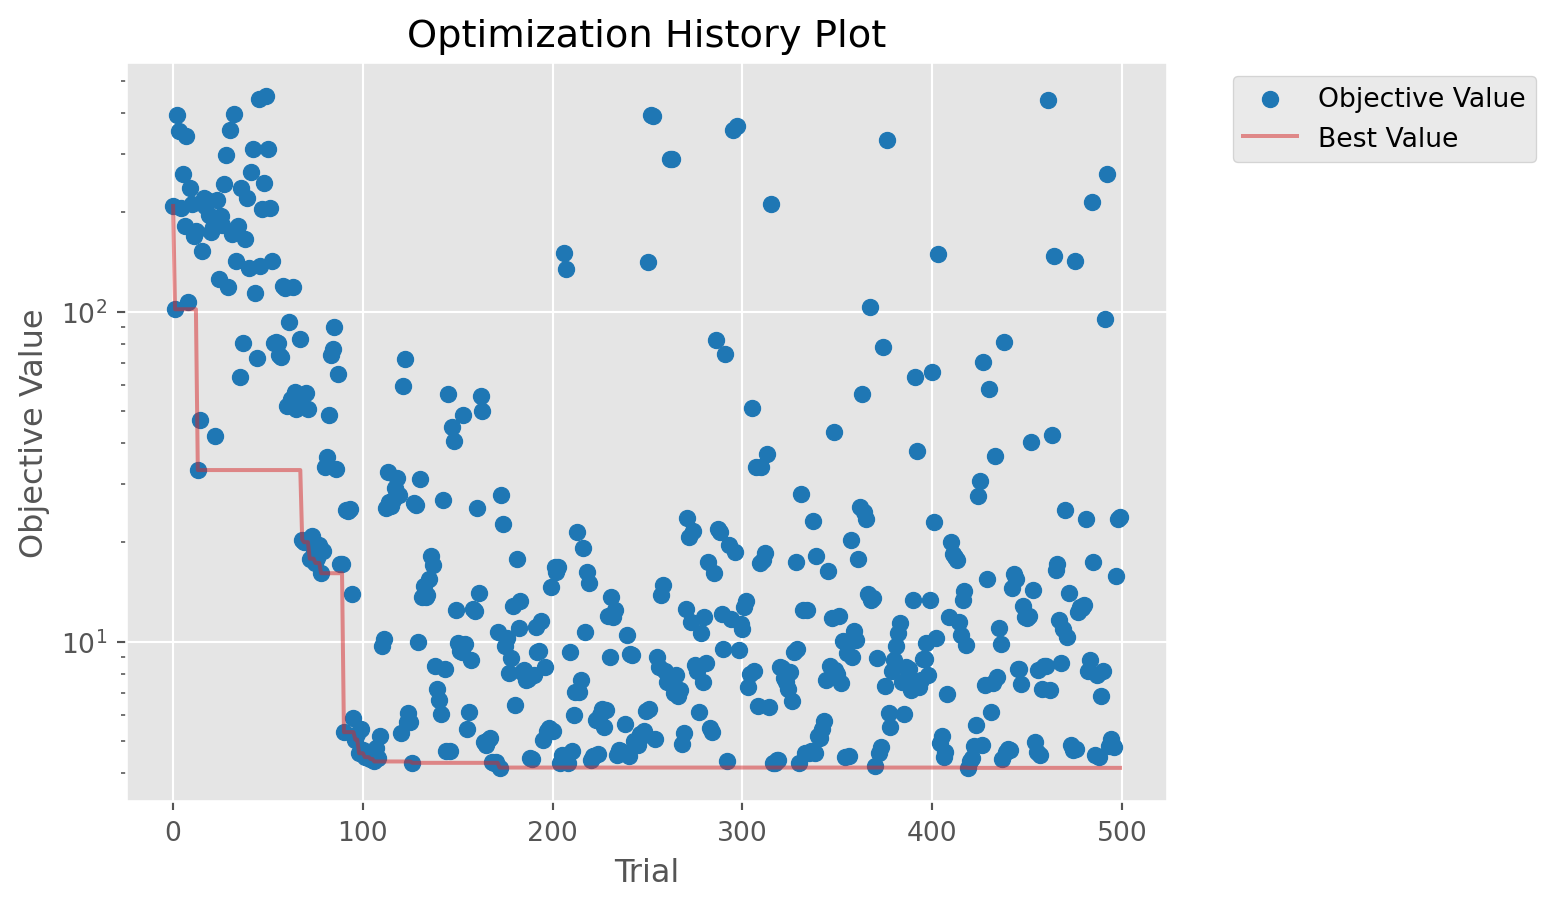 Optimization History Plot
Objective Value
Best Value
Objective Value
10²
10¹
0 100 200 300 400 500
Trial